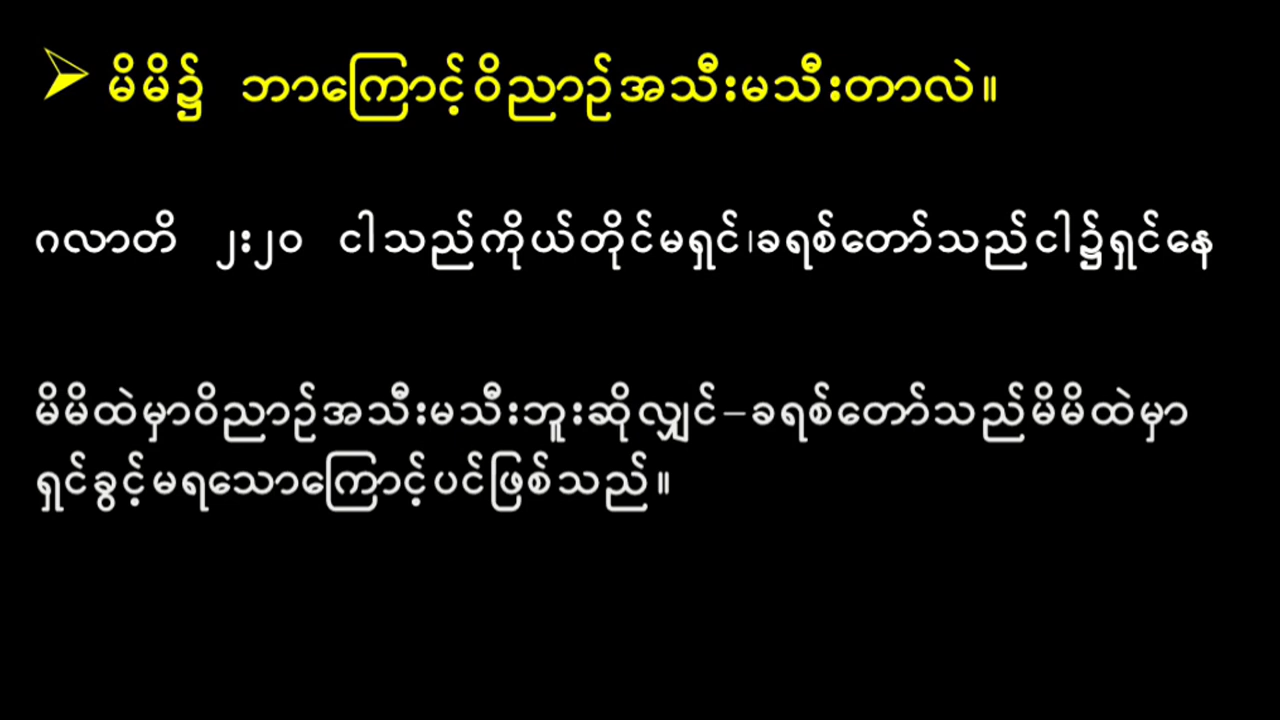 မိမိ၌ ဘာကြောင့်ဝိညာဉ်အသီးမသီးတာလဲ။
ဂလာတိ ၂း၂၀ ငါသည်ကိုယ်တိုင်မရှင်၊ခရစ်တော်သည်ငါ၌ရှင်နေ
မိမိထဲမှာဝိညာဉ်အသီးမသီးဘူးဆိုလျှင်–ခရစ်တော်သည်မိမိထဲမှာ
ရှင်ခွင့်မရသောကြောင့်ပင်ဖြစ်သည်။